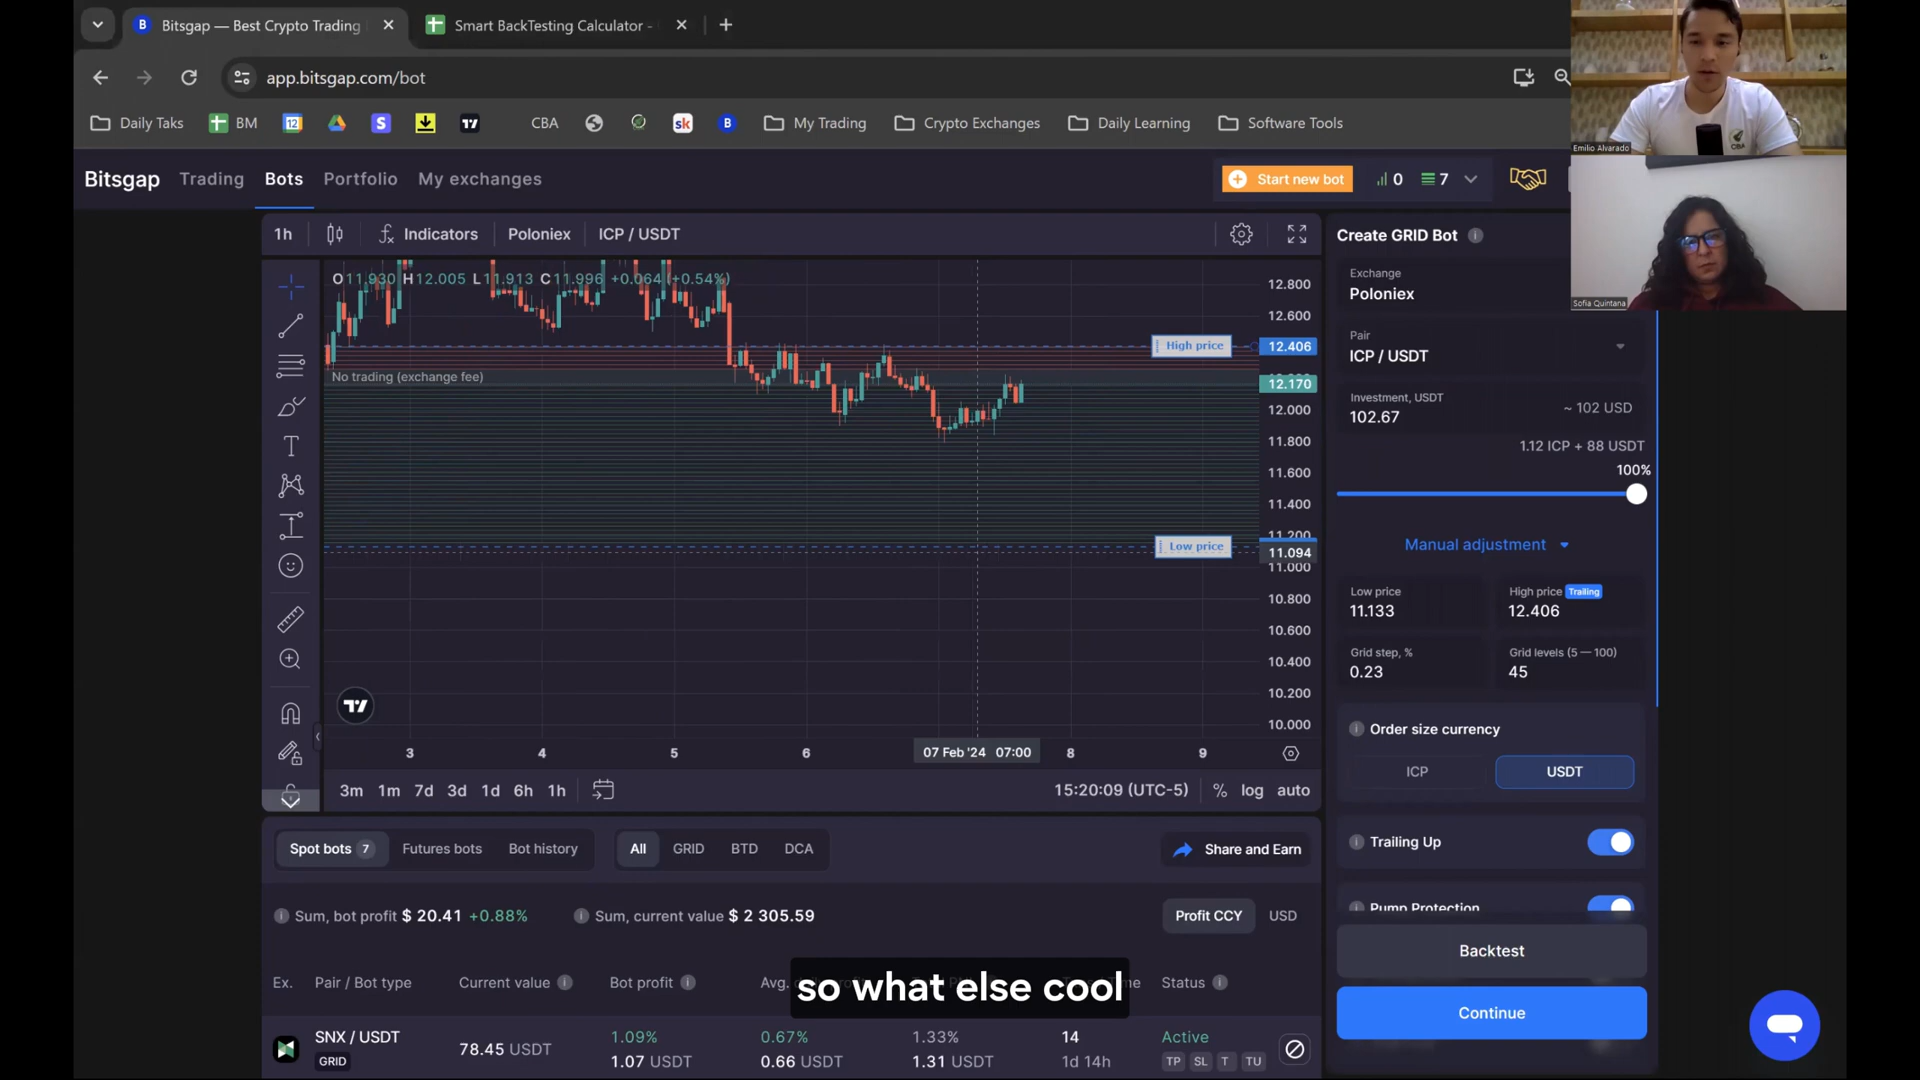 Bitsgap — Best Crypto Trading
Smart BackTesting Calculator -
app.bitsgap.com/bot
Daily Taks
BM
CBA
sk
My Trading
Crypto Exchanges
Daily Learning
Software Tools
Emilio Alvarado
Sofia Quintana
Bitsgap
Trading
Bots
Portfolio
My exchanges
Start new bot
0
7
1h
Indicators
Poloniex
ICP / USDT
O11.930 H12.005 L11.913 C11.996 +0.064 (+0.54%)
No trading (exchange fee)
High price
Low price
12.800
12.600
12.406
12.170
12.000
11.800
11.600
11.400
11.200
11.094
11.000
10.800
10.600
10.400
10.200
10.000
3
4
5
6
07 Feb '24 07:00
8
9
3m 1m 7d 3d 1d 6h 1h
15:20:09 (UTC-5)
% log auto
Create GRID Bot
Exchange
Poloniex
Pair
ICP / USDT
Investment, USDT
102.67
~ 102 USD
1.12 ICP + 88 USDT
100%
Manual adjustment
Low price
11.133
High price Trailing
12.406
Grid step, %
0.23
Grid levels (5 — 100)
45
Order size currency
ICP
USDT
Trailing Up
Pump Protection
Backtest
Continue
Spot bots 7
Futures bots
Bot history
All
GRID
BTD
DCA
Share and Earn
Sum, bot profit $ 20.41 +0.88%
Sum, current value $ 2 305.59
Profit CCY
USD
Ex.
Pair / Bot type
Current value
Bot profit
Avg.
Status
so what else cool
SNX / USDT
GRID
78.45 USDT
1.09%
1.07 USDT
0.67%
0.66 USDT
1.33%
1.31 USDT
14
1d 14h
Active
TP SL T TU